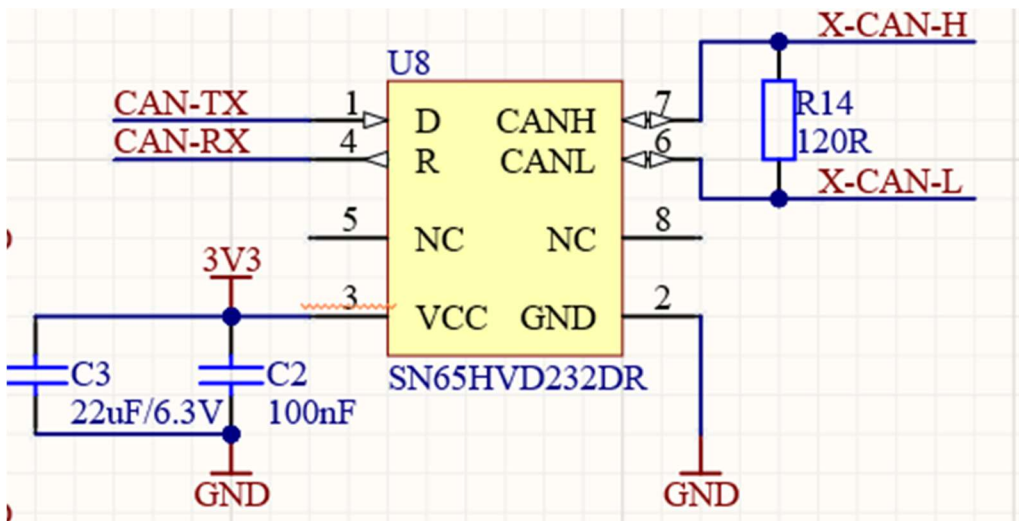 X-CAN-H
U8
CAN-TX 1 D CANH 7 R14
CAN-RX 4 R CANL 6 120R
X-CAN-L
5 NC NC 8
3V3
3 VCC GND 2
C3 C2 SN65HVD232DR
22uF/6.3V 100nF
GND GND